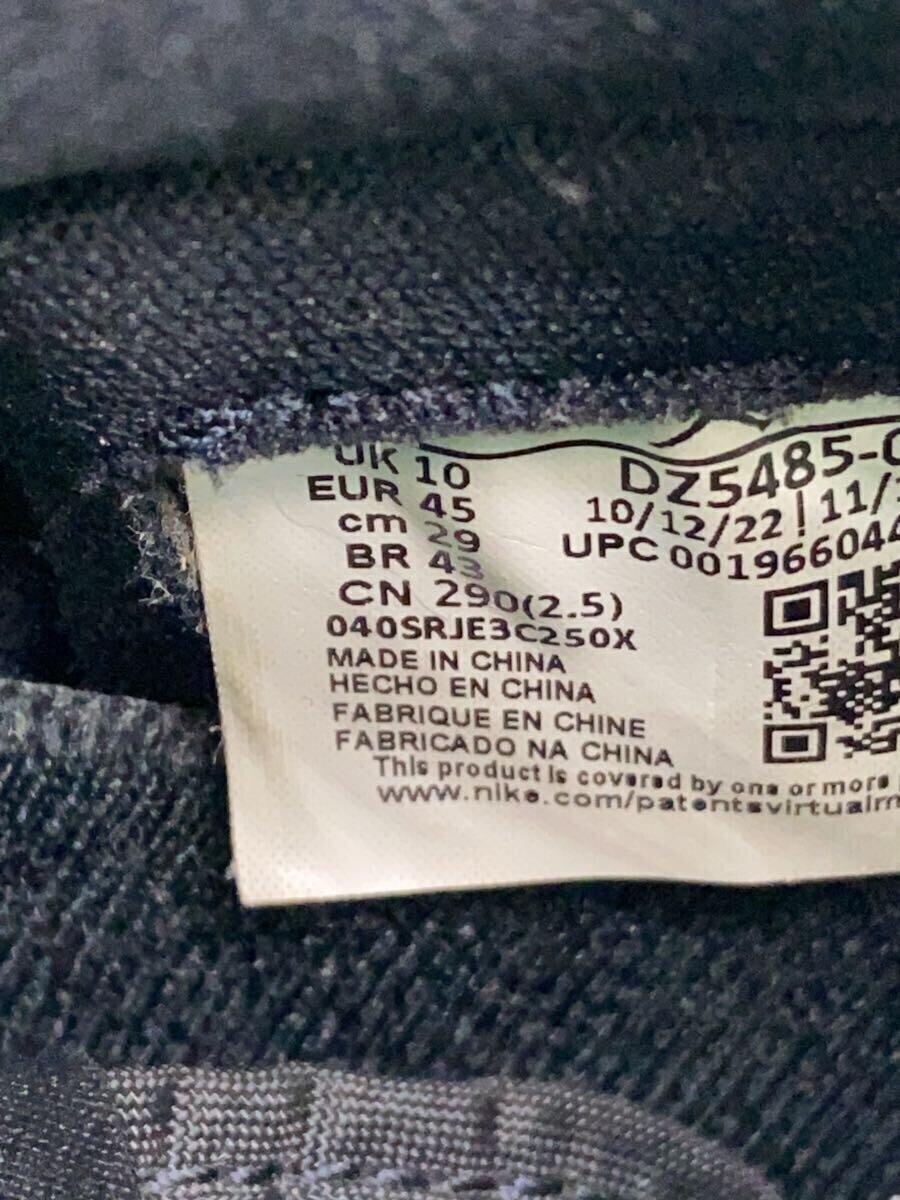 UK 10
EUR 45
cm 29
BR 43
CN 290(2.5)
040SRJE3C250X
MADE IN CHINA
HECHO EN CHINA
FABRIQUE EN CHINE
FABRICADO NA CHINA
This product is covered by one or more
www.nike.com/patentsvirtualm
DZ5485-0
10/12/22 | 11/
UPC 001966044